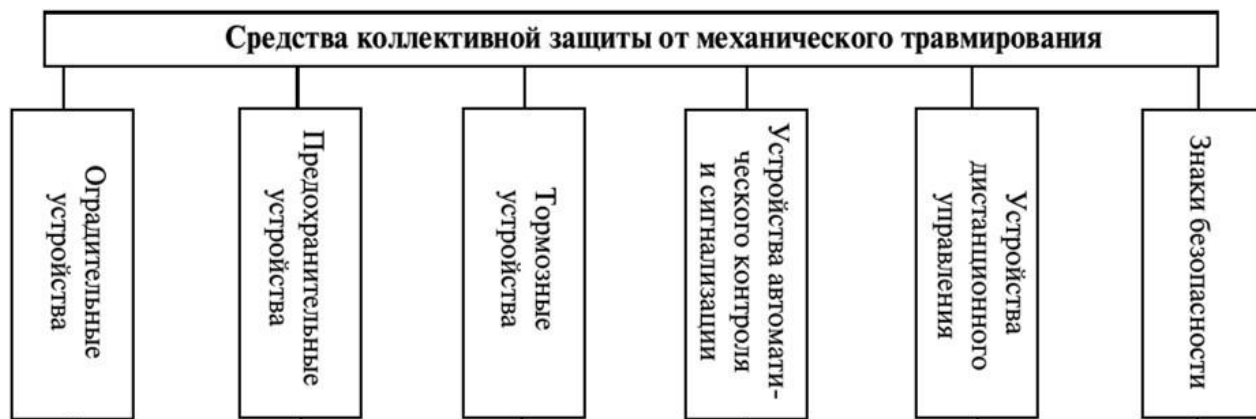 Средства коллективной защиты от механического травмирования
Оградительные
устройства
Предохранительные
устройства
Тормозные
устройства
Устройства автомати-
ческого контроля
и сигнализации
Устройства
дистанционного
управления
Знаки безопасности